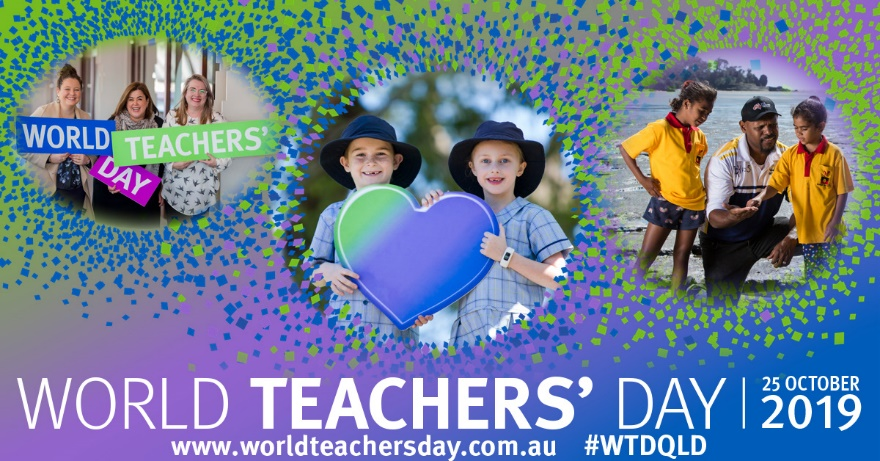 WORLD
TEACHERS'
DAY
WORLD TEACHERS' DAY
25 OCTOBER
2019
www.worldteachersday.com.au #WTDQLD